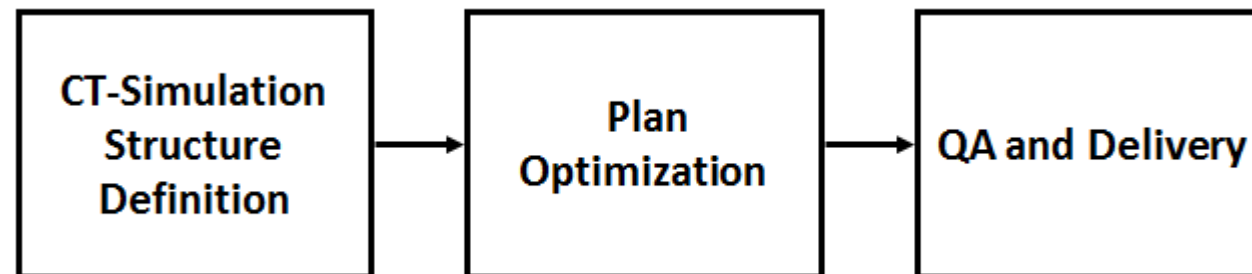 CT-Simulation
Structure
Definition
Plan
Optimization
QA and Delivery